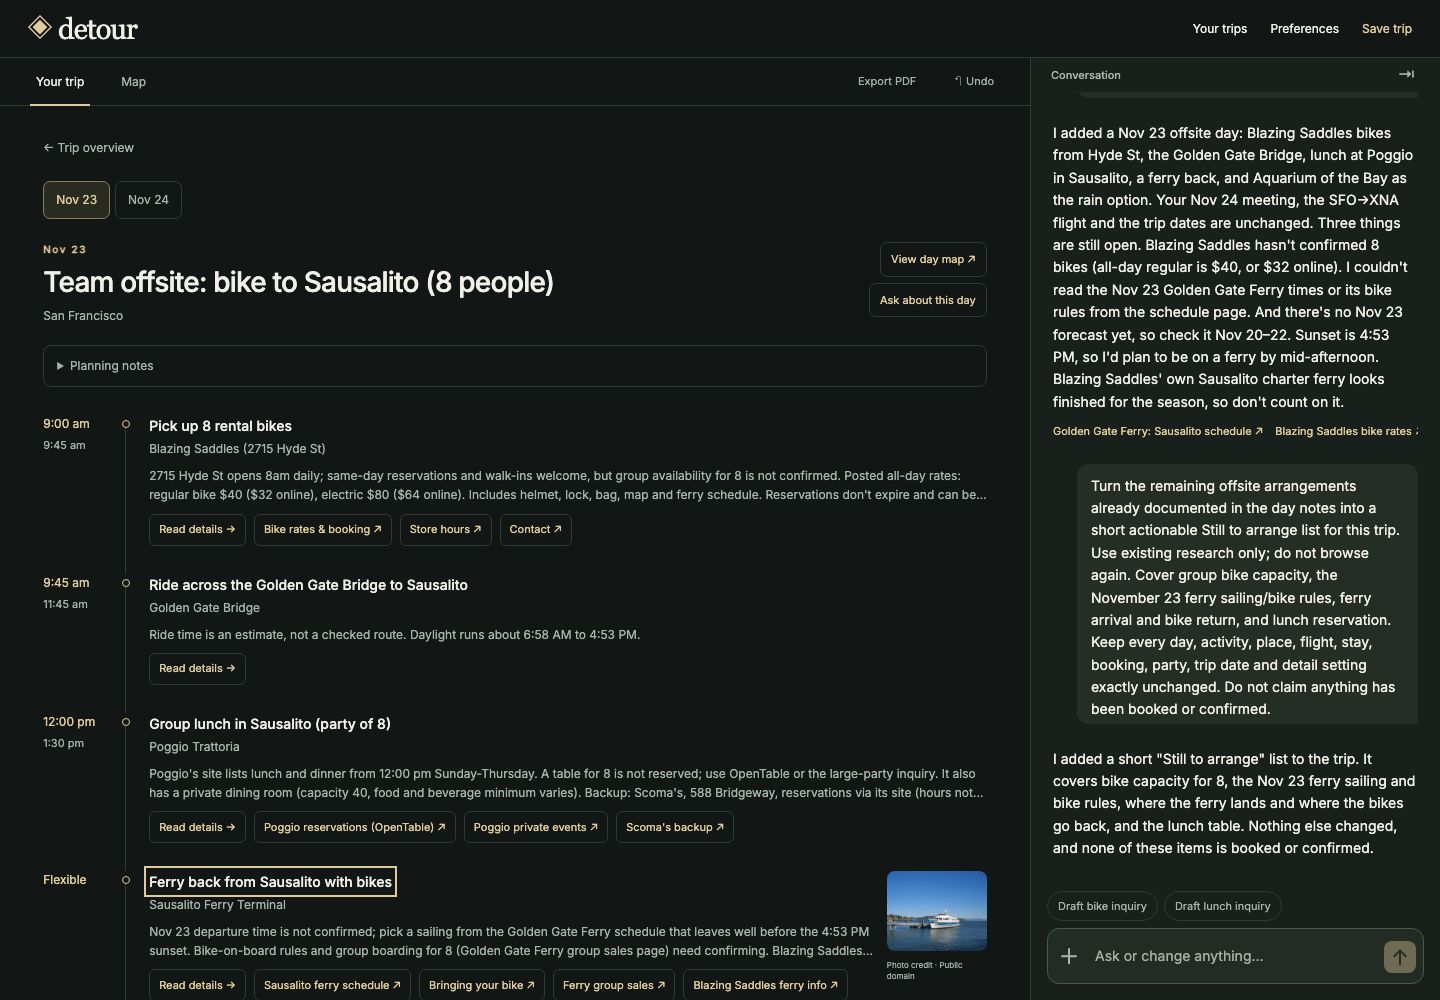 detour
Your trips
Preferences
Save trip
Your trip
Map
Export PDF
Undo
← Trip overview
Nov 23
Nov 24
Nov 23
Team offsite: bike to Sausalito (8 people)
San Francisco
View day map ↗
Ask about this day
▶ Planning notes
9:00 am
9:45 am
Pick up 8 rental bikes
Blazing Saddles (2715 Hyde St)
2715 Hyde St opens 8am daily; same-day reservations and walk-ins welcome, but group availability for 8 is not confirmed. Posted all-day rates:
regular bike $40 ($32 online), electric $80 ($64 online). Includes helmet, lock, bag, map and ferry schedule. Reservations don't expire and can be...
Read details →
Bike rates & booking ↗
Store hours ↗
Contact ↗
9:45 am
11:45 am
Ride across the Golden Gate Bridge to Sausalito
Golden Gate Bridge
Ride time is an estimate, not a checked route. Daylight runs about 6:58 AM to 4:53 PM.
Read details →
12:00 pm
1:30 pm
Group lunch in Sausalito (party of 8)
Poggio Trattoria
Poggio's site lists lunch and dinner from 12:00 pm Sunday-Thursday. A table for 8 is not reserved; use OpenTable or the large-party inquiry. It also
has a private dining room (capacity 40, food and beverage minimum varies). Backup: Scoma's, 588 Bridgeway, reservations via its site (hours not...
Read details →
Poggio reservations (OpenTable) ↗
Poggio private events ↗
Scoma's backup ↗
Flexible
Ferry back from Sausalito with bikes
Sausalito Ferry Terminal
Nov 23 departure time is not confirmed; pick a sailing from the Golden Gate Ferry schedule that leaves well before the 4:53 PM
sunset. Bike-on-board rules and group boarding for 8 (Golden Gate Ferry group sales page) need confirming. Blazing Saddles...
Photo credit · Public
domain
Read details →
Sausalito ferry schedule ↗
Bringing your bike ↗
Ferry group sales ↗
Blazing Saddles ferry info ↗
Conversation
I added a Nov 23 offsite day: Blazing Saddles bikes
from Hyde St, the Golden Gate Bridge, lunch at Poggio
in Sausalito, a ferry back, and Aquarium of the Bay as
the rain option. Your Nov 24 meeting, the SFO→XNA
flight and the trip dates are unchanged. Three things
are still open. Blazing Saddles hasn't confirmed 8
bikes (all-day regular is $40, or $32 online). I couldn't
read the Nov 23 Golden Gate Ferry times or its bike
rules from the schedule page. And there's no Nov 23
forecast yet, so check it Nov 20–22. Sunset is 4:53
PM, so I'd plan to be on a ferry by mid-afternoon.
Blazing Saddles' own Sausalito charter ferry looks
finished for the season, so don't count on it.
Golden Gate Ferry: Sausalito schedule ↗
Blazing Saddles bike rates
Turn the remaining offsite arrangements
already documented in the day notes into a
short actionable Still to arrange list for this trip.
Use existing research only; do not browse
again. Cover group bike capacity, the
November 23 ferry sailing/bike rules, ferry
arrival and bike return, and lunch reservation.
Keep every day, activity, place, flight, stay,
booking, party, trip date and detail setting
exactly unchanged. Do not claim anything has
been booked or confirmed.
I added a short "Still to arrange" list to the trip. It
covers bike capacity for 8, the Nov 23 ferry sailing and
bike rules, where the ferry lands and where the bikes
go back, and the lunch table. Nothing else changed,
and none of these items is booked or confirmed.
Draft bike inquiry
Draft lunch inquiry
Ask or change anything...